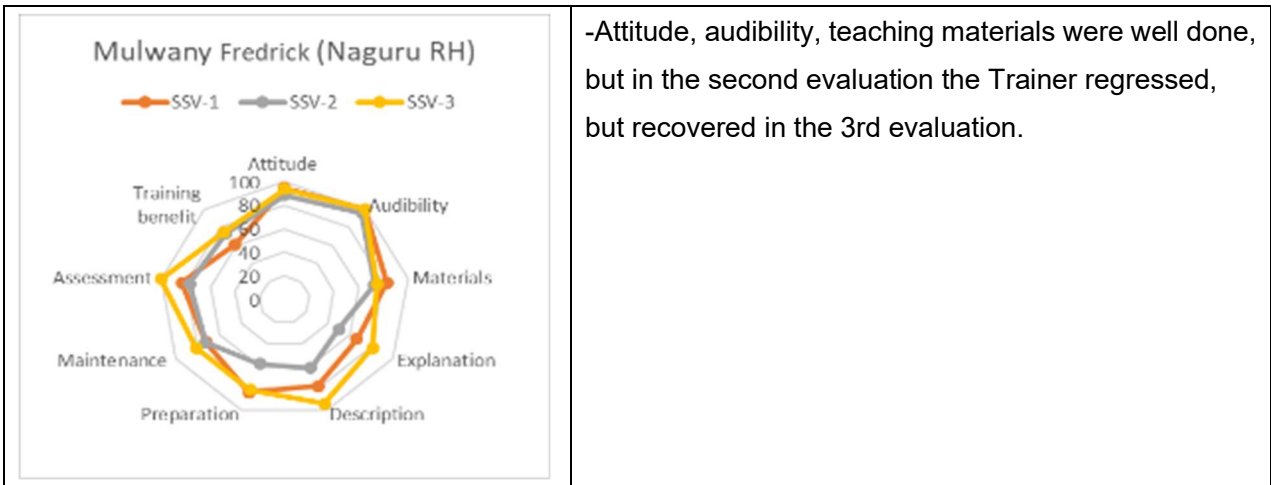 Mulwany Fredrick (Naguru RH)
SSV-1 SSV-2 SSV-3
Attitude
Training
benefit
100
80
60
40
20
0
Audibility
Assessment
Materials
Maintenance
Explanation
Preparation
Description
-Attitude, audibility, teaching materials were well done,
but in the second evaluation the Trainer regressed,
but recovered in the 3rd evaluation.